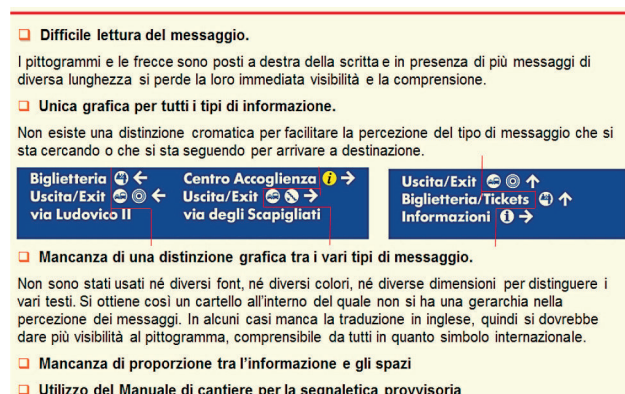 Difficile lettura del messaggio.
I pittogrammi e le frecce sono posti a destra della scritta e in presenza di più messaggi di
diversa lunghezza si perde la loro immediata visibilità e la comprensione.
Unica grafica per tutti i tipi di informazione.
Non esiste una distinzione cromatica per facilitare la percezione del tipo di messaggio che si
sta cercando o che si sta seguendo per arrivare a destinazione.
Biglietteria
Uscita/Exit
via Ludovico II
Centro Accoglienza i
Uscita/Exit
via degli Scapigliati
Uscita/Exit
Biglietteria/Tickets
Informazioni i
Mancanza di una distinzione grafica tra i vari tipi di messaggio.
Non sono stati usati né diversi font, né diversi colori, né diverse dimensioni per distinguere i
vari testi. Si ottiene così un cartello all'interno del quale non si ha una gerarchia nella
percezione dei messaggi. In alcuni casi manca la traduzione in inglese, quindi si dovrebbe
dare più visibilità al pittogramma, comprensibile da tutti in quanto simbolo internazionale.
Mancanza di proporzione tra l'informazione e gli spazi
Utilizzo del Manuale di cantiere per la segnaletica provvisoria